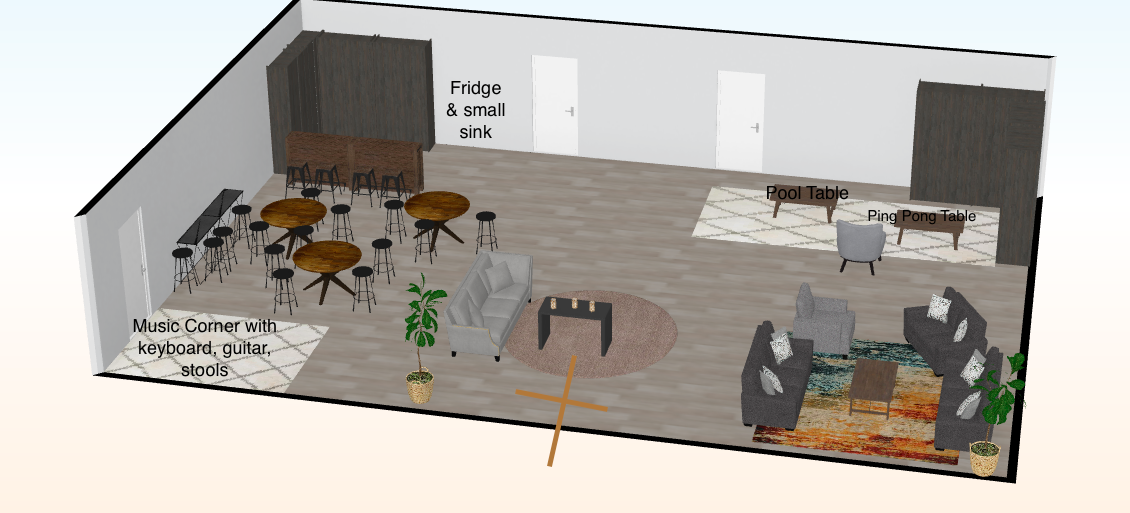 Fridge
& small
sink
Pool Table
Ping Pong Table
Music Corner with
keyboard, guitar,
stools